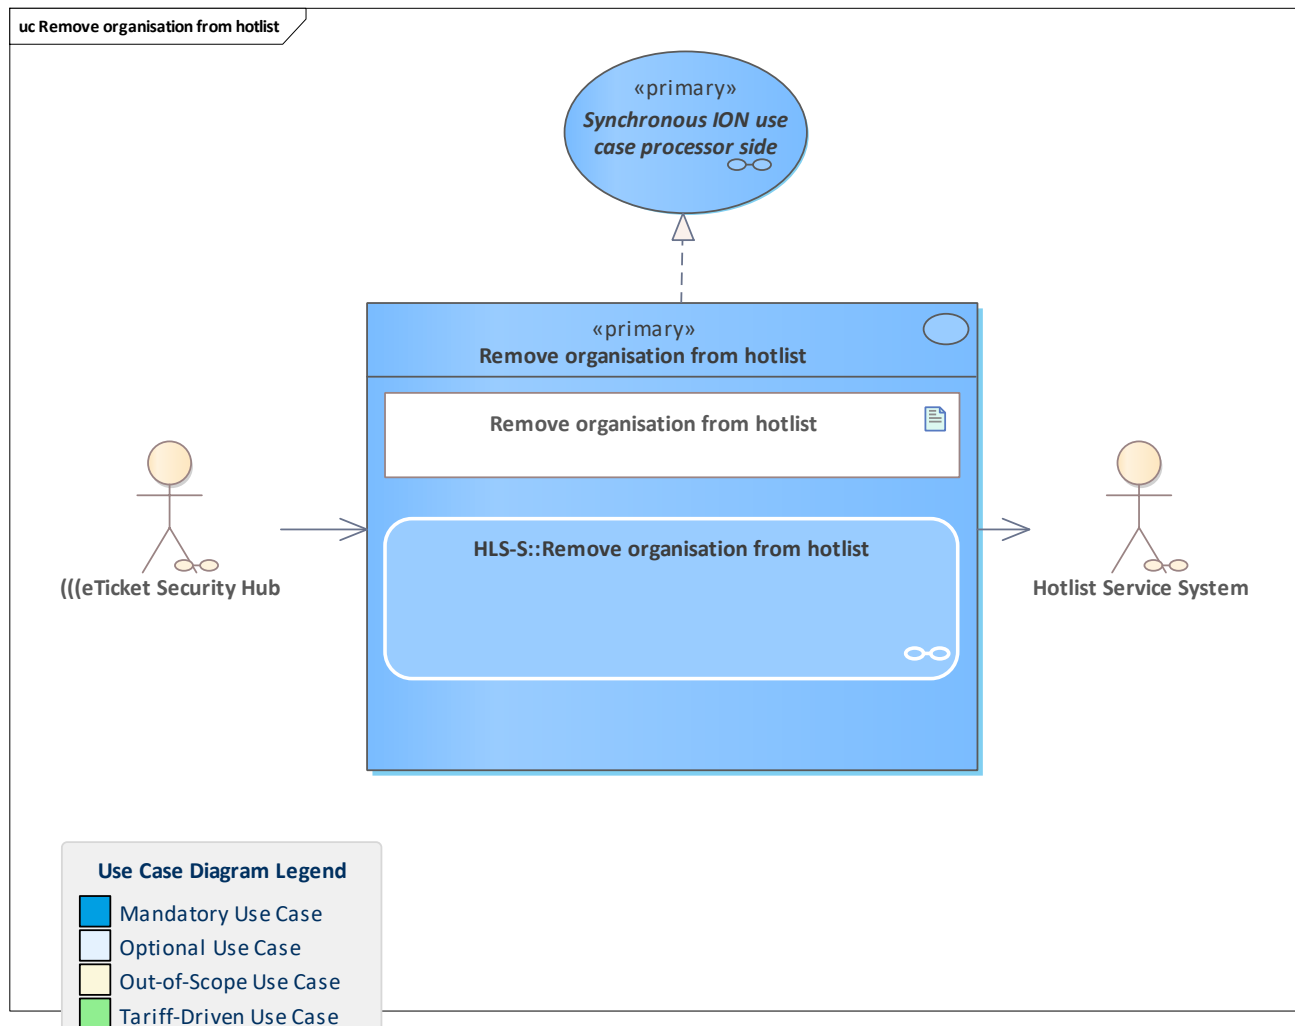 uc Remove organisation from hotlist
«primary»
Synchronous ION use
case processor side
«primary»
Remove organisation from hotlist
Remove organisation from hotlist
HLS-S::Remove organisation from hotlist
(((eTicket Security Hub
Hotlist Service System
Use Case Diagram Legend
Mandatory Use Case
Optional Use Case
Out-of-Scope Use Case
Tariff-Driven Use Case